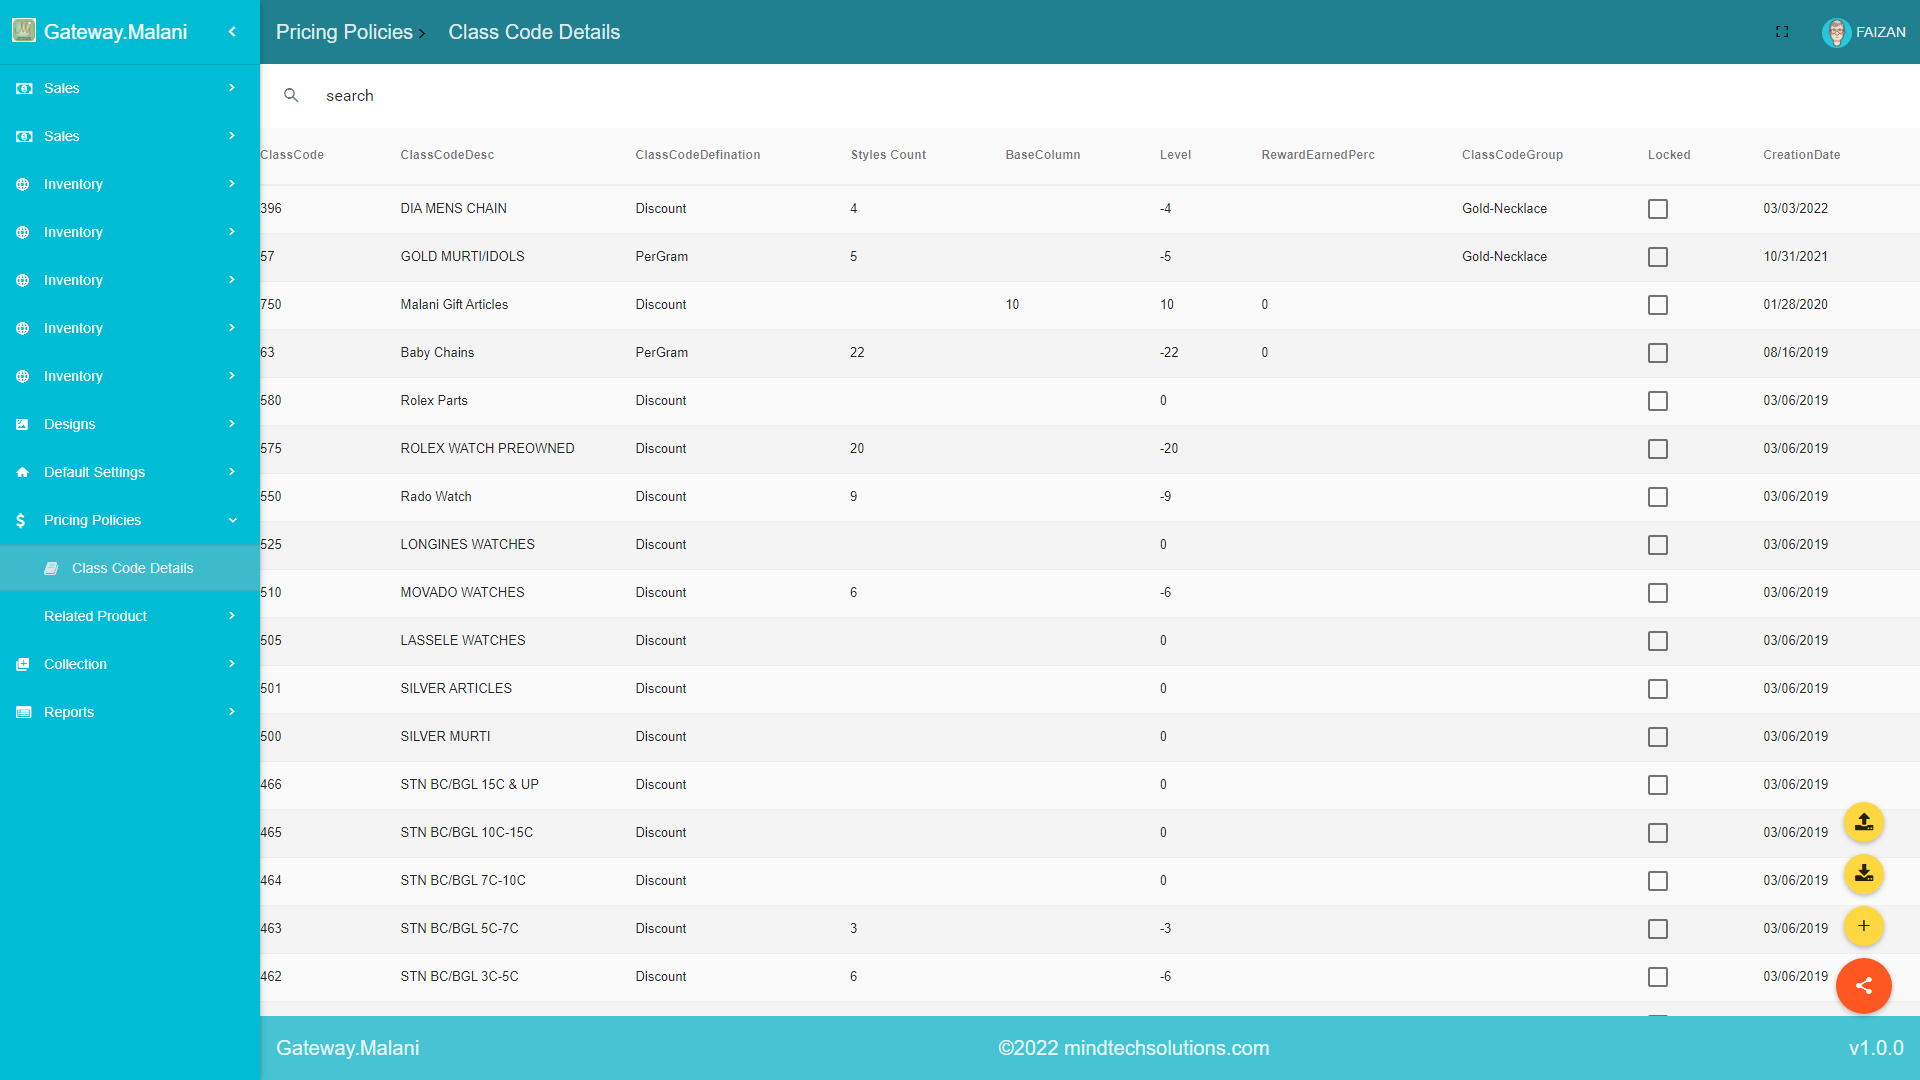 Gateway.Malani
Pricing Policies
Class Code Details
FAIZAN
Sales
Sales
Inventory
Inventory
Inventory
Inventory
Inventory
Designs
Default Settings
Pricing Policies
Class Code Details
Related Product
Collection
Reports
search
ClassCode ClassCodeDesc ClassCodeDefination Styles Count BaseColumn Level RewardEarnedPerc ClassCodeGroup Locked CreationDate
396 DIA MENS CHAIN Discount 4 -4 Gold-Necklace 03/03/2022
57 GOLD MURTI/IDOLS PerGram 5 -5 Gold-Necklace 10/31/2021
750 Malani Gift Articles Discount 10 10 0 01/28/2020
63 Baby Chains PerGram 22 -22 0 08/16/2019
580 Rolex Parts Discount 0 03/06/2019
575 ROLEX WATCH PREOWNED Discount 20 -20 03/06/2019
550 Rado Watch Discount 9 -9 03/06/2019
525 LONGINES WATCHES Discount 0 03/06/2019
510 MOVADO WATCHES Discount 6 -6 03/06/2019
505 LASSELE WATCHES Discount 0 03/06/2019
501 SILVER ARTICLES Discount 0 03/06/2019
500 SILVER MURTI Discount 0 03/06/2019
466 STN BC/BGL 15C & UP Discount 0 03/06/2019
465 STN BC/BGL 10C-15C Discount 0 03/06/2019
464 STN BC/BGL 7C-10C Discount 0 03/06/2019
463 STN BC/BGL 5C-7C Discount 3 -3 03/06/2019
462 STN BC/BGL 3C-5C Discount 6 -6 03/06/2019
Gateway.Malani ©2022 mindtechsolutions.com v1.0.0